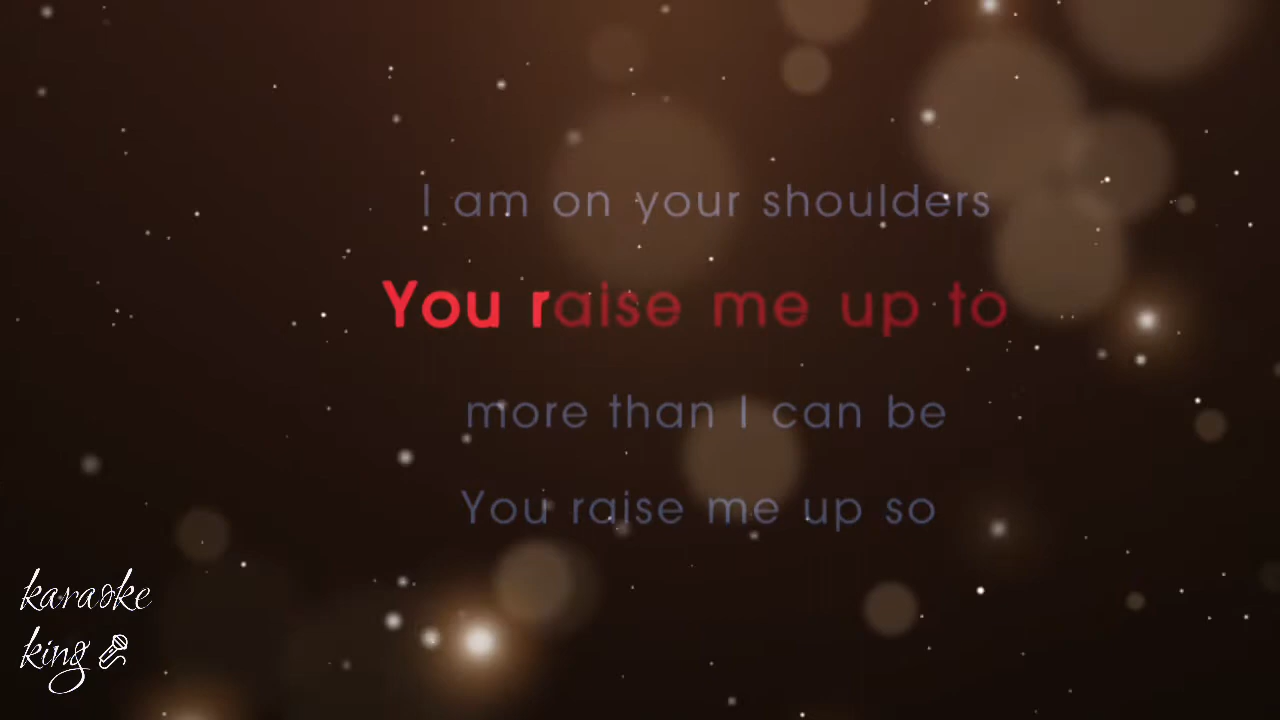 I am on your shoulders
You raise me up to
more than I can be
You raise me up so
karaoke
king